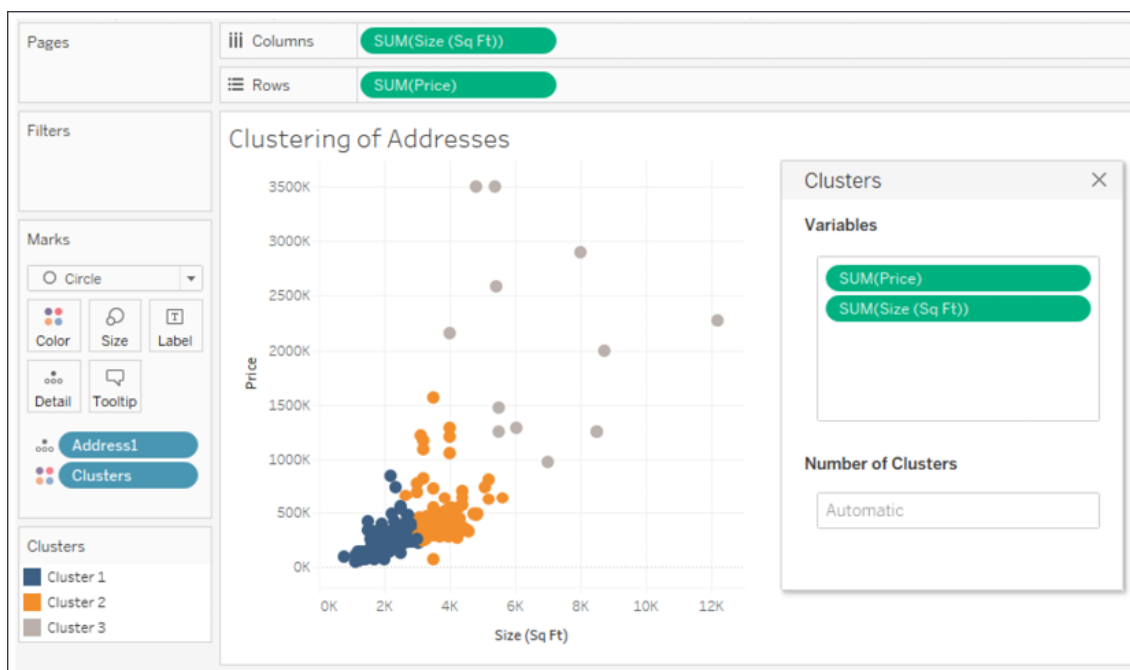 Pages
Columns
SUM(Size (Sq Ft))
Rows
SUM(Price)
Filters
Marks
Circle
Color
Size
Label
T
Detail
Tooltip
Address1
Clusters
Clusters
Cluster 1
Cluster 2
Cluster 3
Clustering of Addresses
3500K
3000K
2500K
2000K
1500K
1000K
500K
0K
Price
0K 2K 4K 6K 8K 10K 12K
Size (Sq Ft)
Clusters
Variables
SUM(Price)
SUM(Size (Sq Ft))
Number of Clusters
Automatic